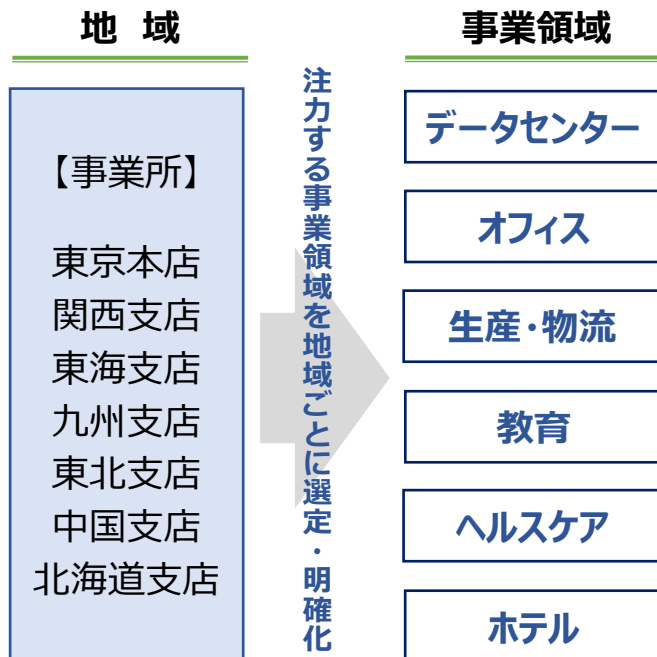 地 域
【事業所】
東京本店
関西支店
東海支店
九州支店
東北支店
中国支店
北海道支店
注力する事業領域を地域ごとに選定・明確化
事業領域
データセンター
オフィス
生産・物流
教育
ヘルスケア
ホテル